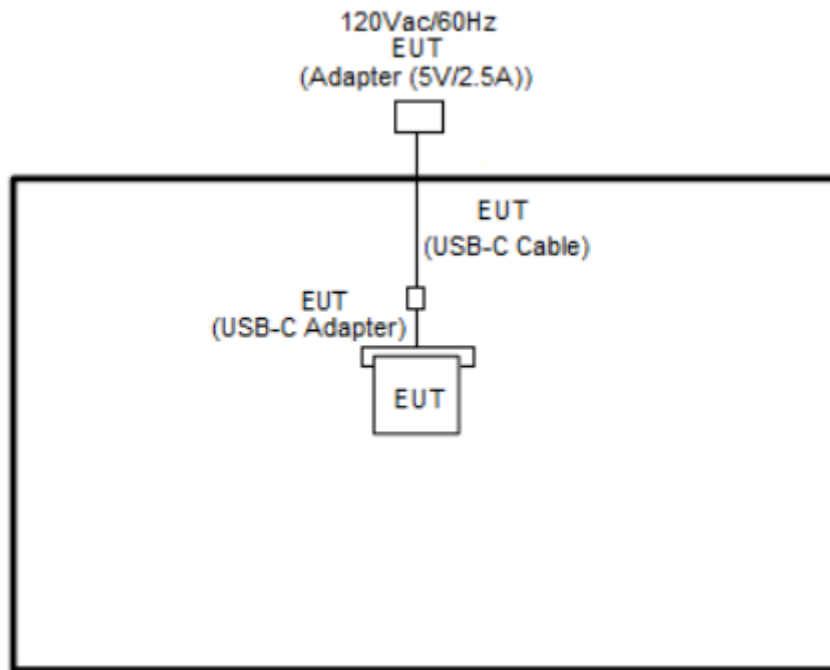 120Vac/60Hz
EUT
(Adapter (5V/2.5A))
EUT
(USB-C Cable)
EUT
(USB-C Adapter)
EUT